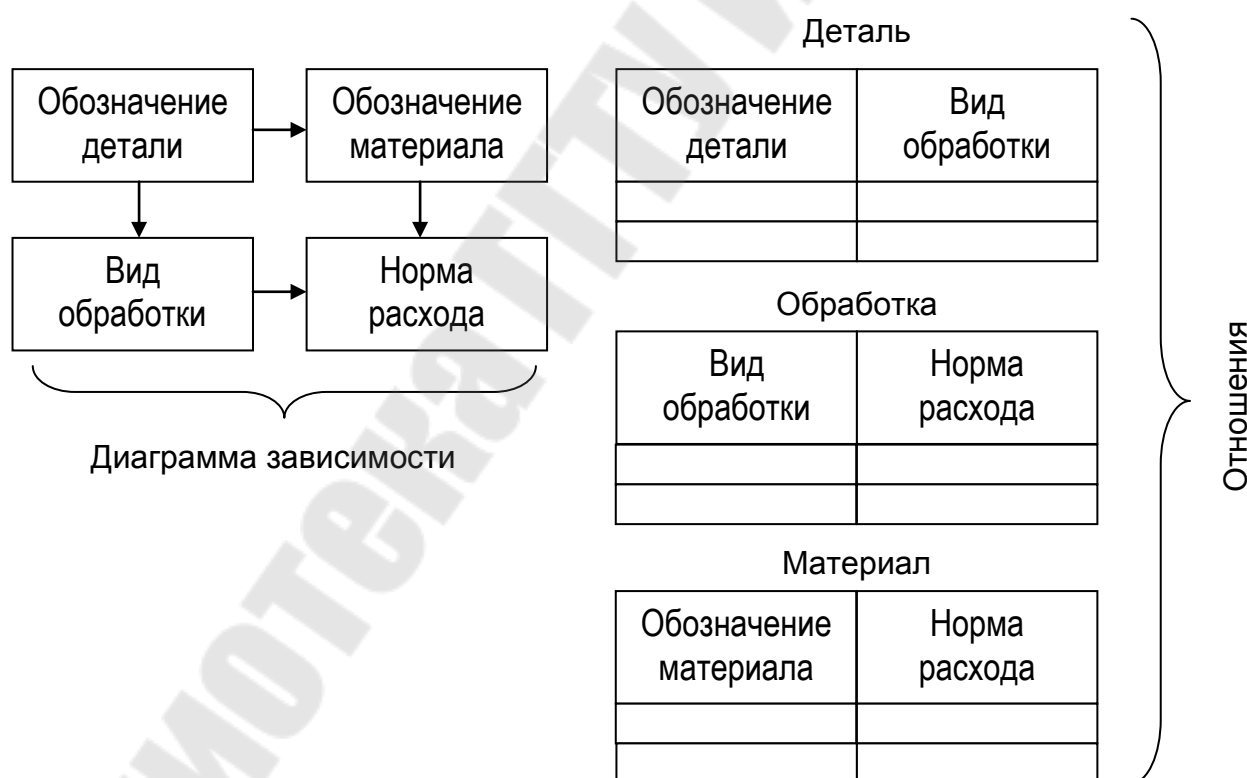 Обозначение
детали
Обозначение
материала
Вид
обработки
Норма
расхода
Диаграмма зависимости
Деталь
Обозначение
детали
Вид
обработки
Обработка
Вид
обработки
Норма
расхода
Материал
Обозначение
материала
Норма
расхода
Отношения